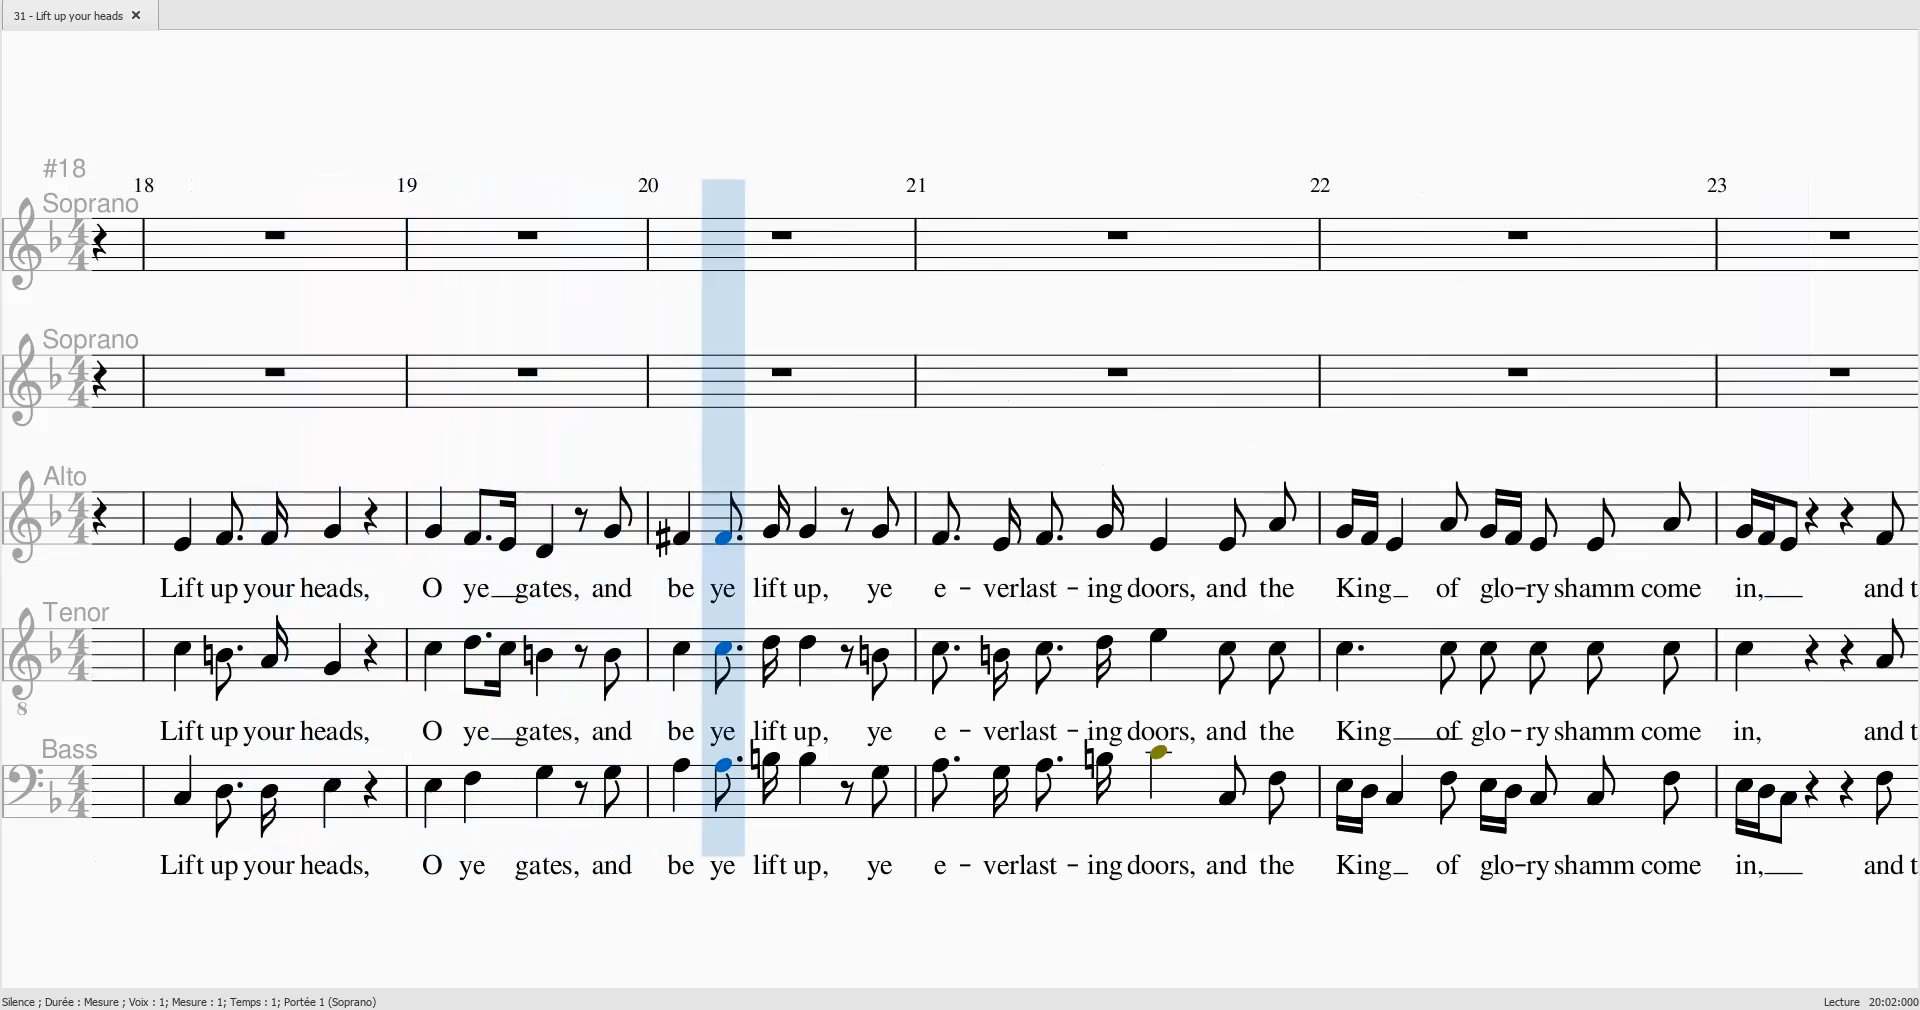 31 - Lift up your heads
#18
18 19 20 21 22 23
Soprano
Soprano
Alto
Lift up your heads, O ye gates, and be ye lift up, ye e - verlast - ing doors, and the King of glo-ry shamm come in, and t
Tenor
8
Lift up your heads, O ye gates, and be ye lift up, ye e - verlast - ing doors, and the King of glo-ry shamm come in, and t
Bass
Lift up your heads, O ye gates, and be ye lift up, ye e - verlast - ing doors, and the King of glo-ry shamm come in, and t
Silence ; Durée : Mesure ; Voix : 1; Mesure : 1; Temps : 1; Portée 1 (Soprano)
Lecture 20:02:000